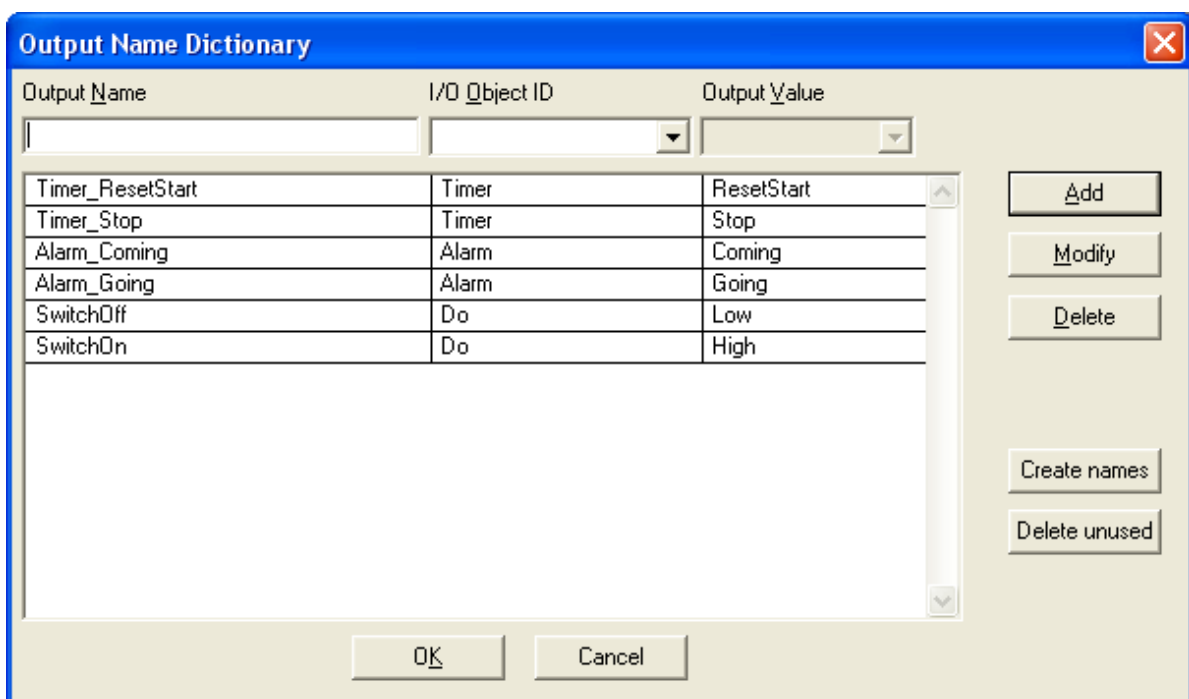 Output Name Dictionary
Output Name I/O Object ID Output Value
Timer_ResetStart Timer ResetStart
Timer_Stop Timer Stop
Alarm_Coming Alarm Coming
Alarm_Going Alarm Going
SwitchOff Do Low
SwitchOn Do High
Add
Modify
Delete
Create names
Delete unused
OK Cancel